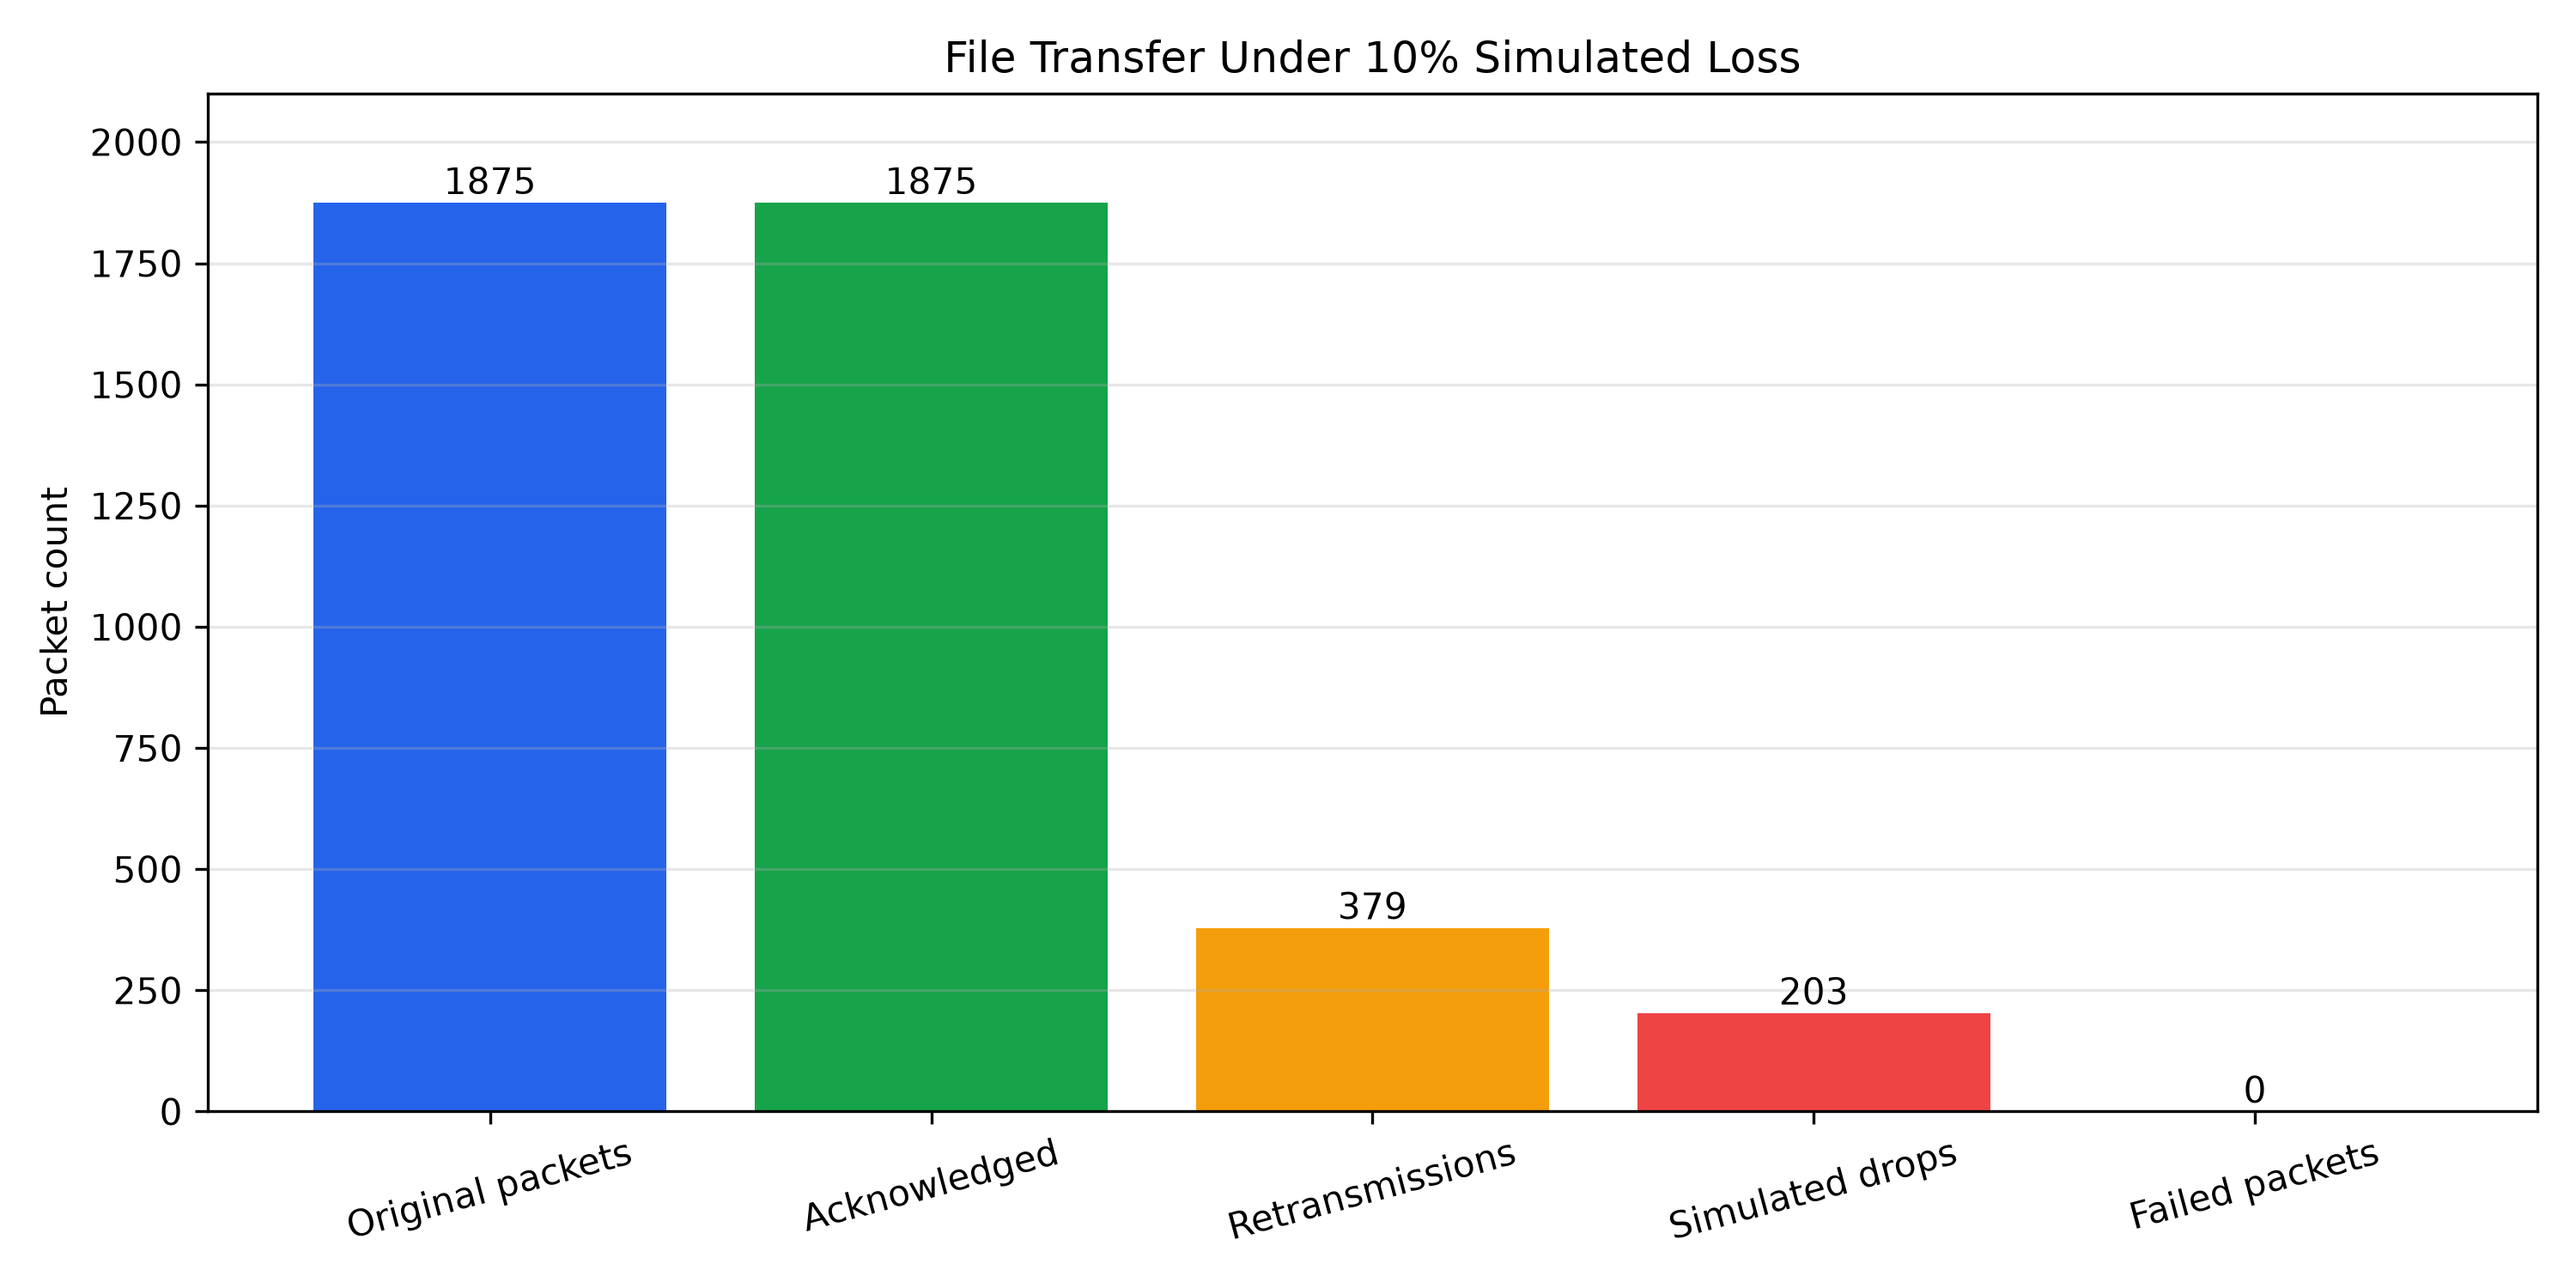 File Transfer Under 10% Simulated Loss
Packet count
2000
1750
1500
1250
1000
750
500
250
0
1875
1875
379
203
0
Original packets
Acknowledged
Retransmissions
Simulated drops
Failed packets